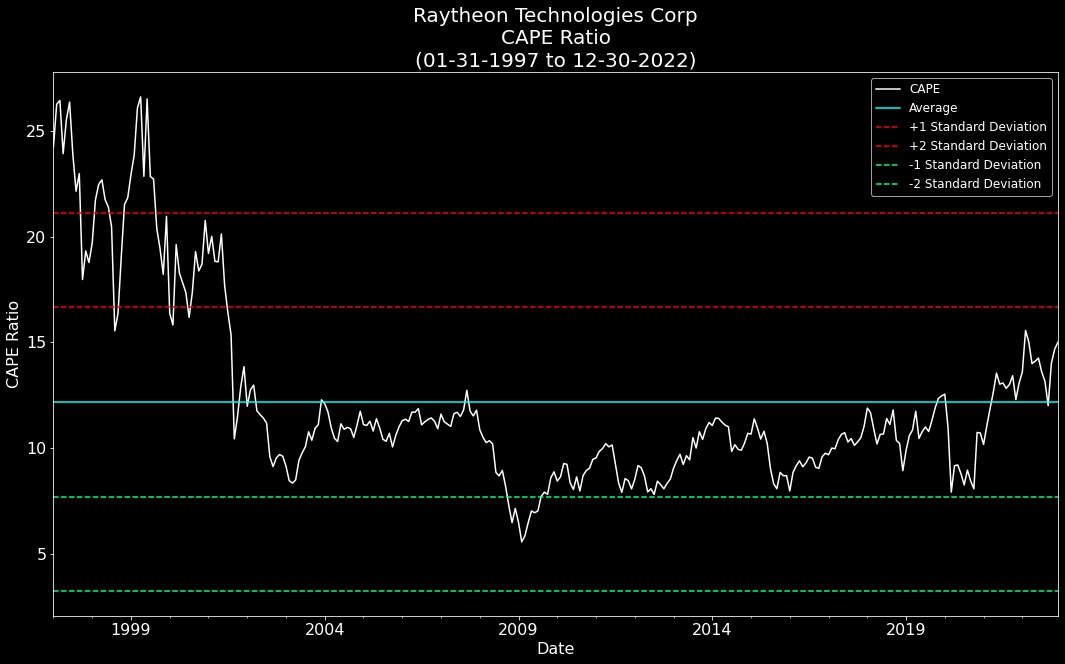 Raytheon Technologies Corp
CAPE Ratio
(01-31-1997 to 12-30-2022)
CAPE
Average
+1 Standard Deviation
+2 Standard Deviation
-1 Standard Deviation
-2 Standard Deviation
25
20
15
10
5
CAPE Ratio
1999
2004
2009
2014
2019
Date